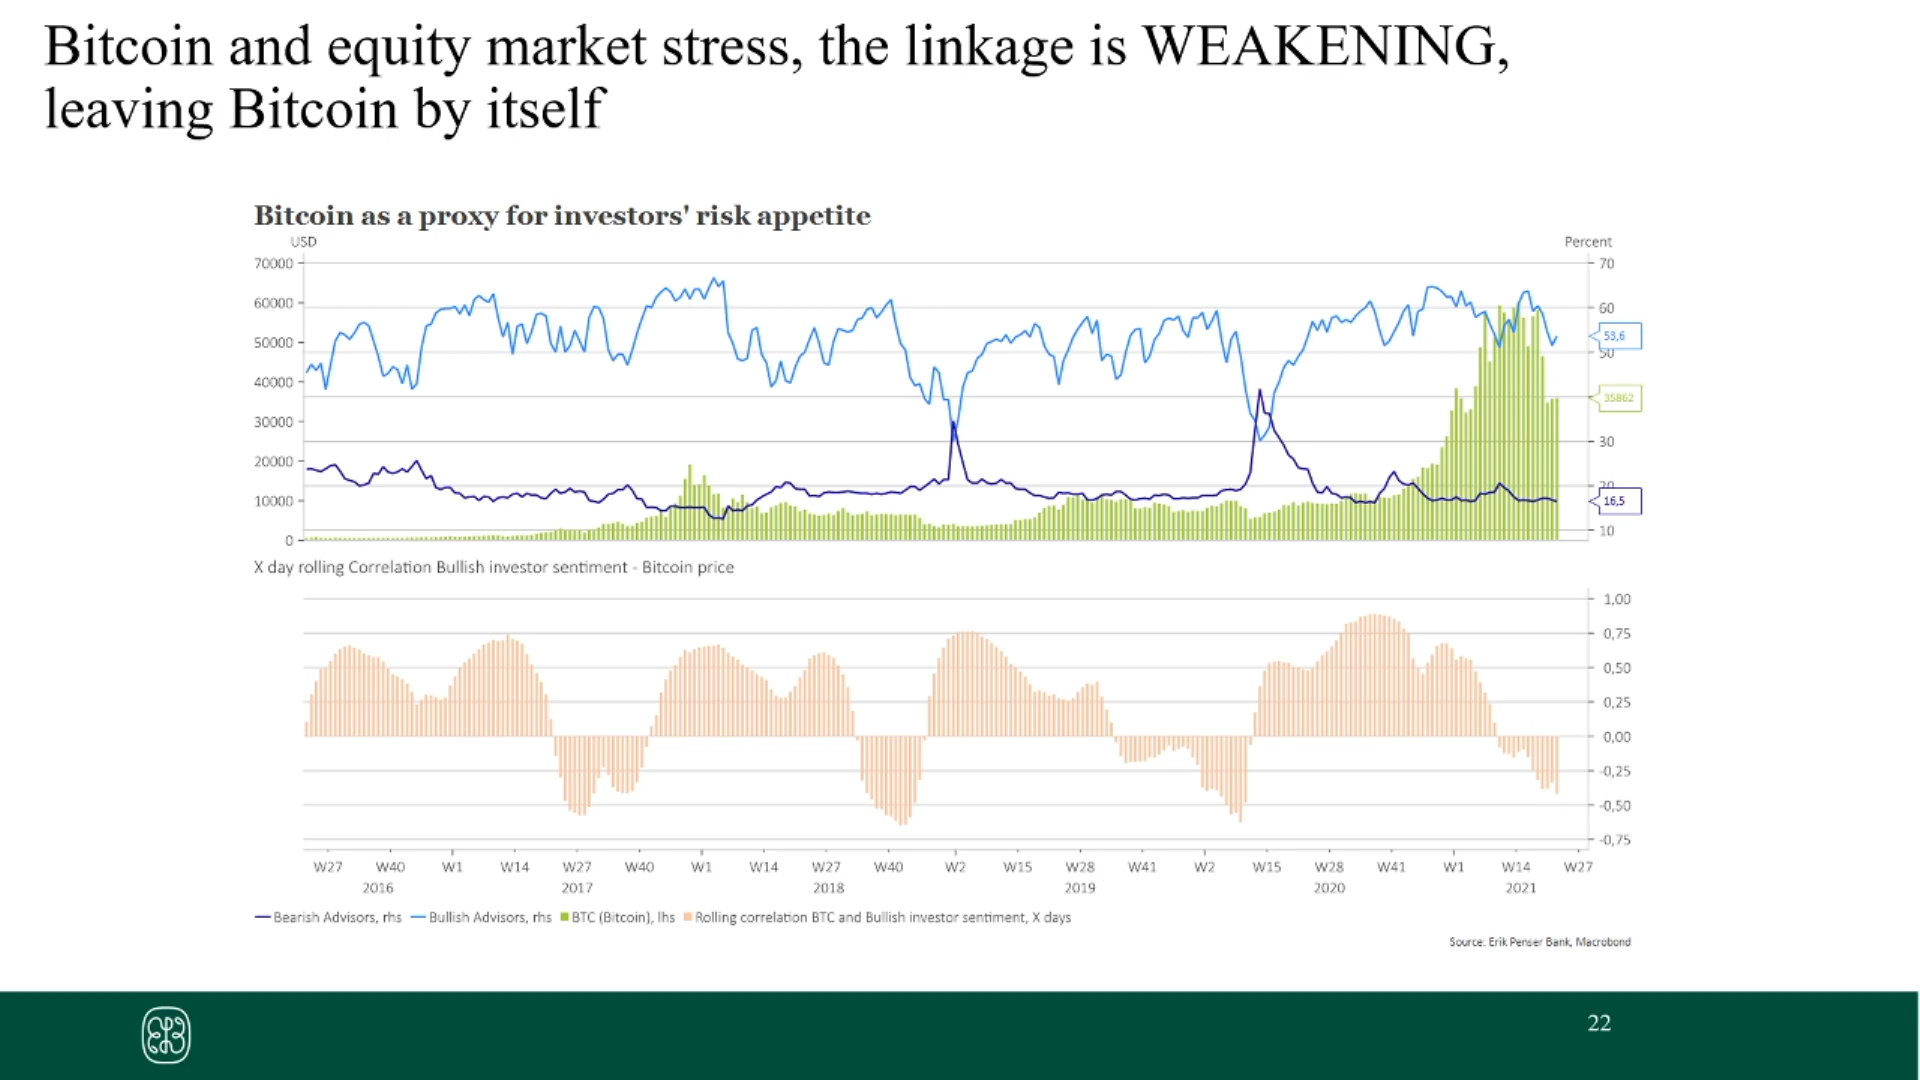 Bitcoin and equity market stress, the linkage is WEAKENING,
leaving Bitcoin by itself
Bitcoin as a proxy for investors' risk appetite
USD
Percent
70000
60000
50000
40000
30000
20000
10000
0
70
60
53,6
50
35862
30
20
16,5
10
X day rolling Correlation Bullish investor sentiment - Bitcoin price
1,00
0,75
0,50
0,25
0,00
-0,25
-0,50
-0,75
W27 W40 W1 W14 W27 W40 W1 W14 W27 W40 W2 W15 W28 W41 W2 W15 W28 W41 W1 W14 W27
2016 2017 2018 2019 2020 2021
Bearish Advisors, rhs Bullish Advisors, rhs BTC (Bitcoin), lhs Rolling correlation BTC and Bullish investor sentiment, X days
Source: Erik Penser Bank, Macrobond
22